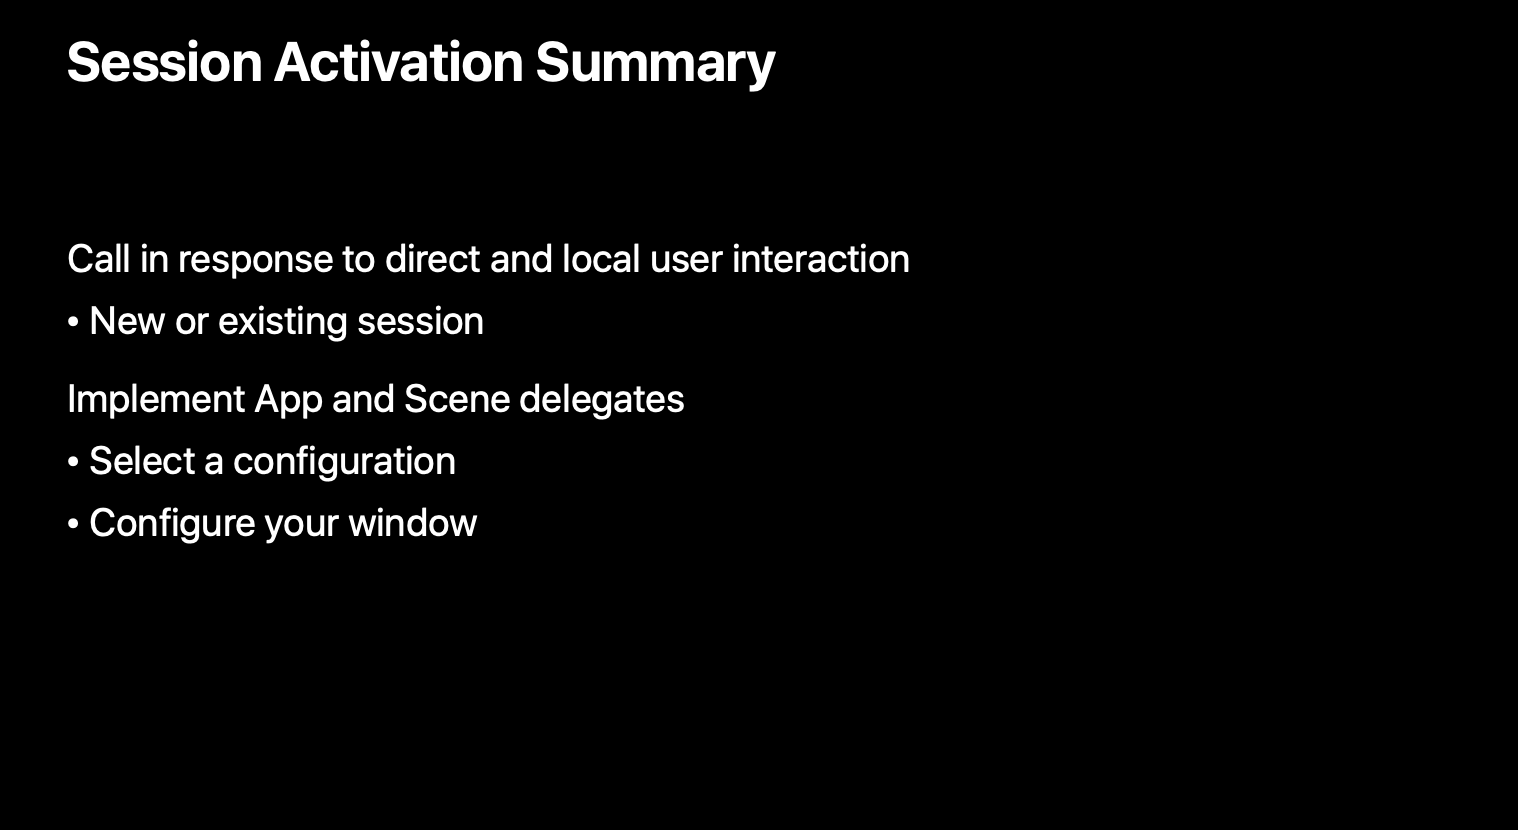 Session Activation Summary
Call in response to direct and local user interaction
• New or existing session
Implement App and Scene delegates
• Select a configuration
• Configure your window